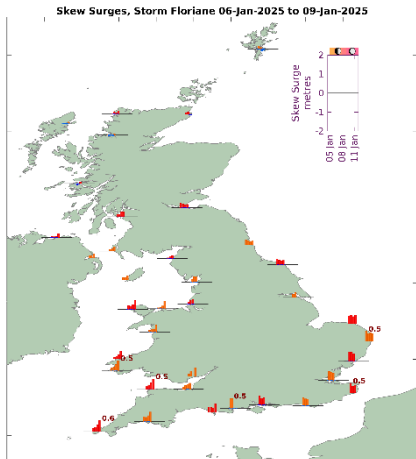 Skew Surges, Storm Floriane 06-Jan-2025 to 09-Jan-2025
Skew Surge
metres
2
1
0
-1
-2
05 Jan
08 Jan
11 Jan
0.5
0.5
0.5
0.5
0.5
0.6